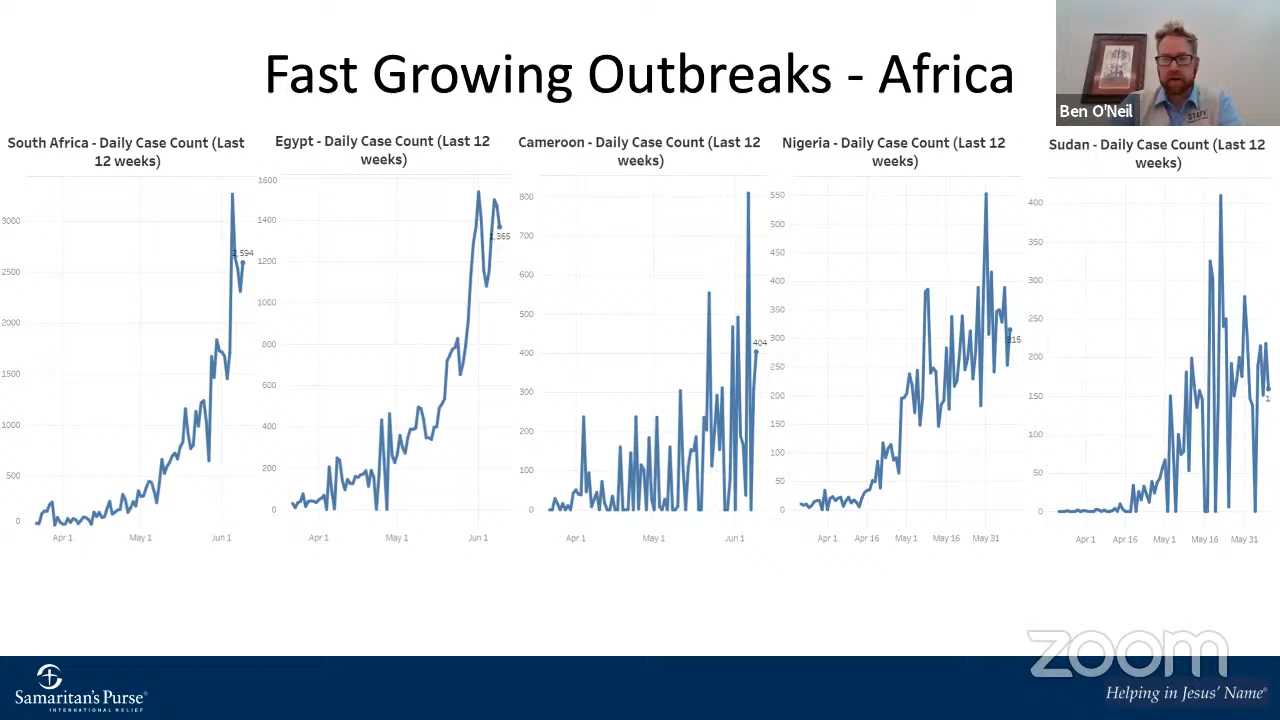 Fast Growing Outbreaks - Africa
Ben O'Neil
South Africa - Daily Case Count (Last
12 weeks)
3000
2500
2000
1500
1000
500
0
2,594
Apr 1 May 1 Jun 1
Egypt - Daily Case Count (Last 12
weeks)
1600
1400
1200
1000
800
600
400
200
0
1,365
Apr 1 May 1 Jun 1
Cameroon - Daily Case Count (Last 12
weeks)
800
700
600
500
400
300
200
100
0
404
Apr 1 May 1 Jun 1
Nigeria - Daily Case Count (Last 12
weeks)
550
500
450
400
350
300
250
200
150
100
50
0
315
Apr 1 Apr 16 May 1 May 16 May 31
Sudan - Daily Case Count (Last 12
weeks)
400
350
300
250
200
150
100
50
0
Apr 1 Apr 16 May 1 May 16 May 31
zoom
Samaritan's Purse®
INTERNATIONAL RELIEF
Helping in Jesus' Name®